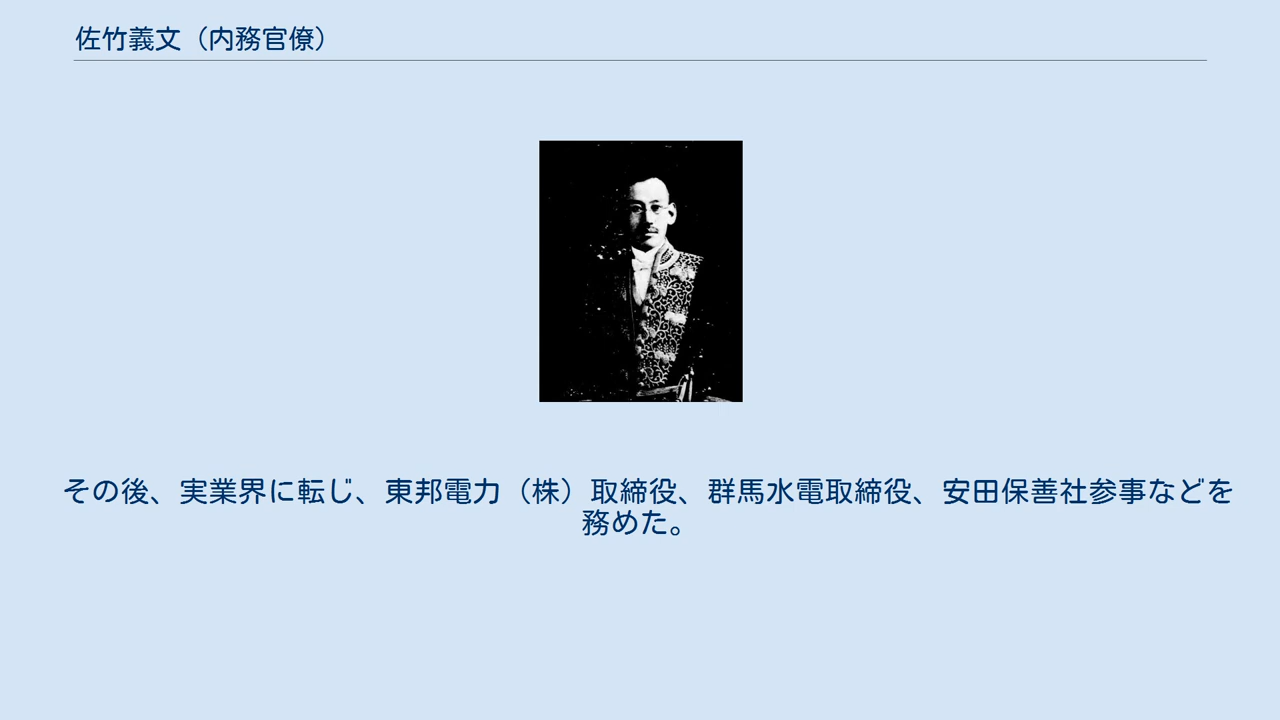 佐竹義文（内務官僚）
その後、実業界に転じ、東邦電力（株）取締役、群馬水電取締役、安田保善社参事などを
務めた。